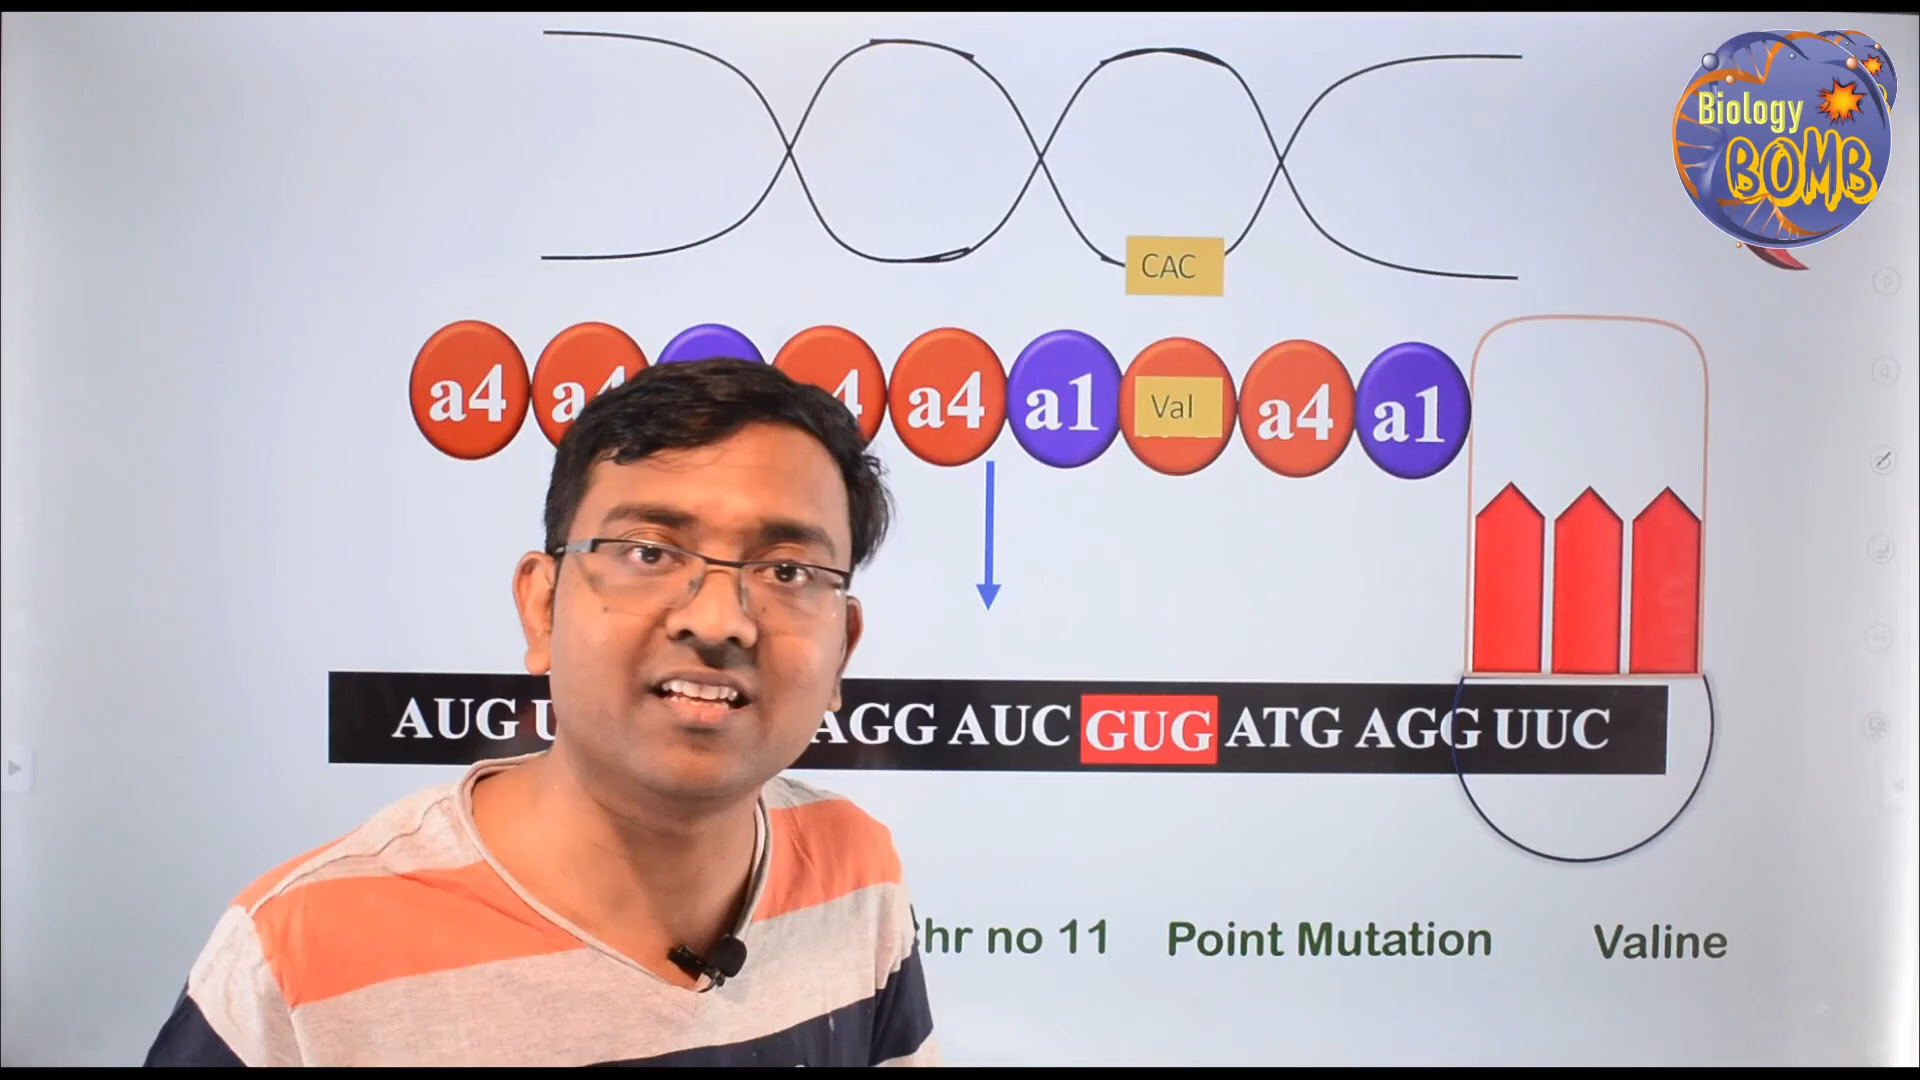 Biology
BOMB
CAC
a4 a4 a4 a1 Val a4 a1
AUG U AGG AUC GUG ATG AGG UUC
hr no 11 Point Mutation Valine